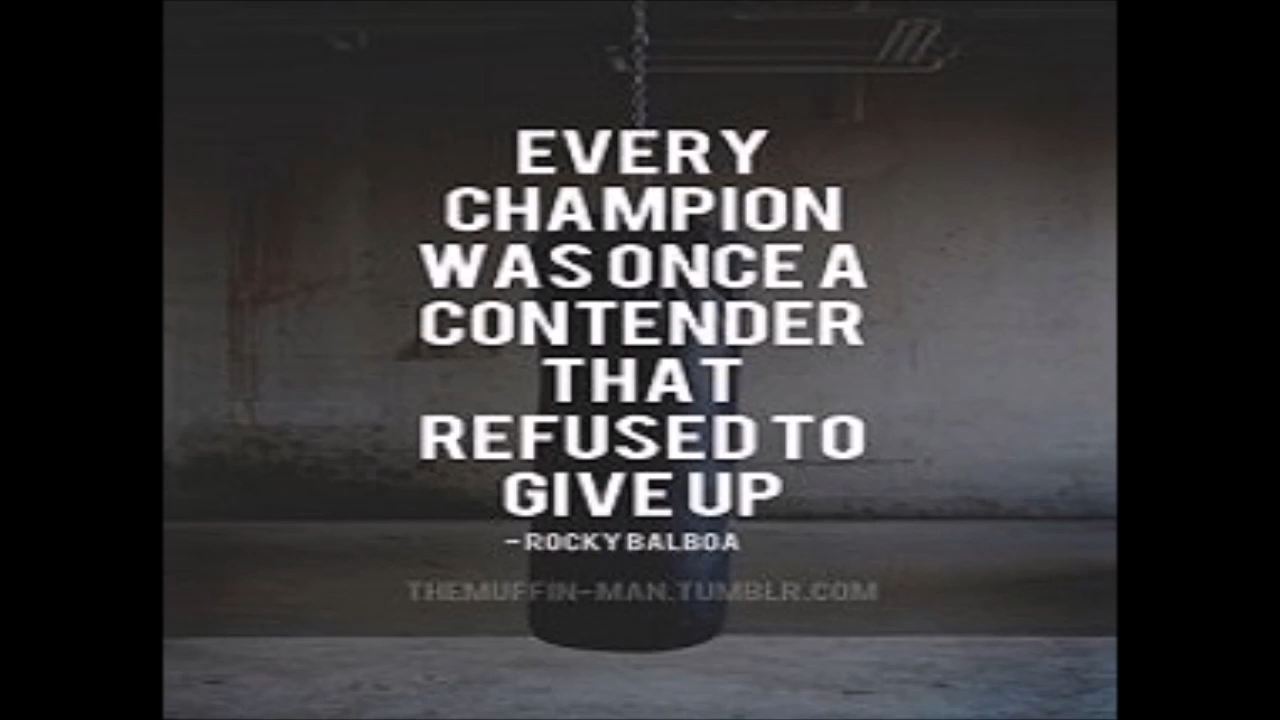 EVERY
CHAMPION
WAS ONCE A
CONTENDER
THAT
REFUSED TO
GIVE UP
- ROCKY BALBOA
THEMUFFIN-MAN.TUMBLR.COM